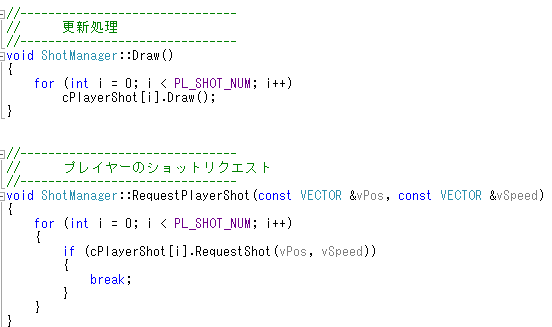 //-------------------------------
//      更新処理
//-------------------------------
void ShotManager::Draw()
{
    for (int i = 0; i < PL_SHOT_NUM; i++)
        cPlayerShot[i].Draw();
}
//-------------------------------
//      プレイヤーのショットリクエスト
//-------------------------------
void ShotManager::RequestPlayerShot(const VECTOR &vPos, const VECTOR &vSpeed)
{
    for (int i = 0; i < PL_SHOT_NUM; i++)
    {
        if (cPlayerShot[i].RequestShot(vPos, vSpeed))
        {
            break;
        }
    }
}